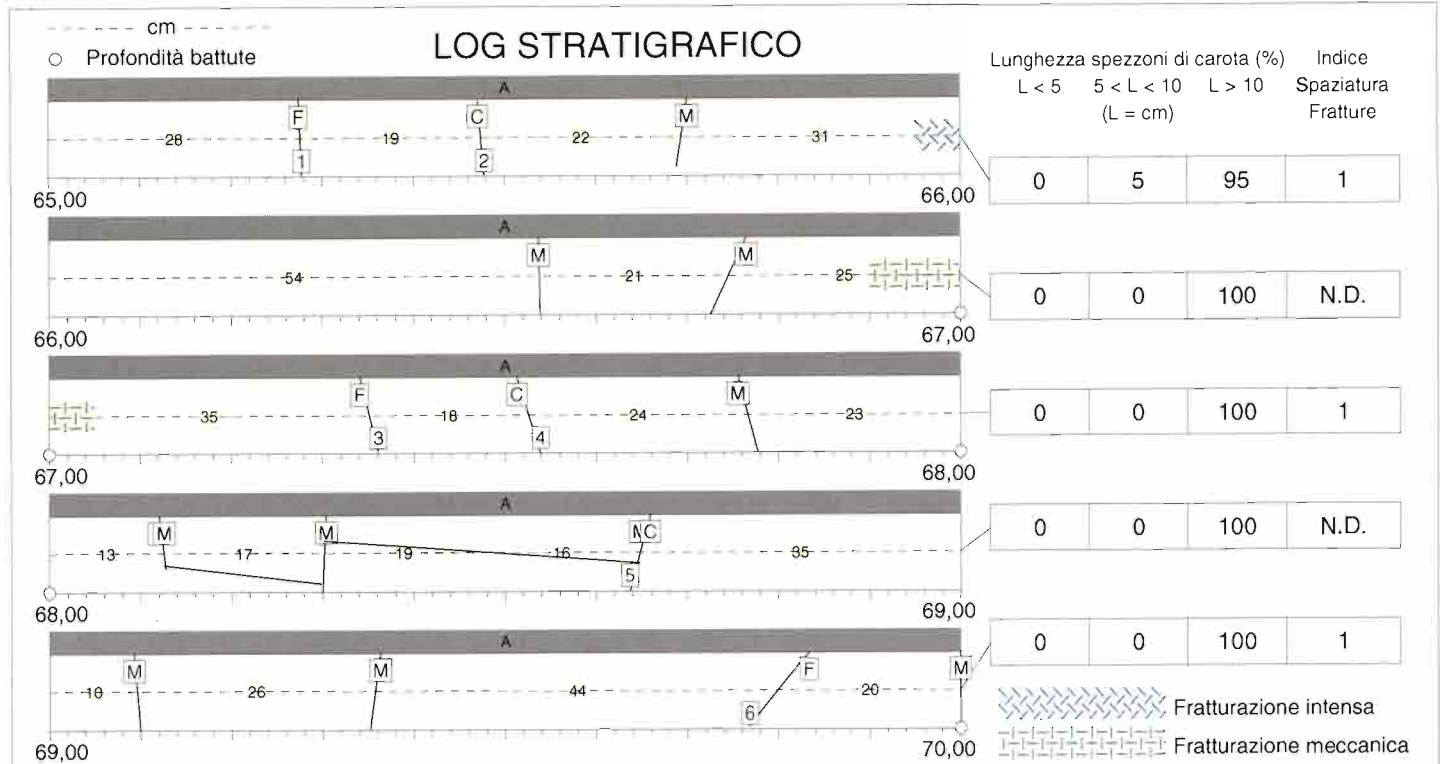 cm
Profondità battute
LOG STRATIGRAFICO
Lunghezza spezzoni di carota (%)
L < 5 5 < L < 10 L > 10
(L = cm)
Indice
Spaziatura
Fratture
A
F C M
28 19 22 31
1 2
65,00 66,00
0 5 95 1
A
M M
54 21 25
66,00 67,00
0 0 100 N.D.
A
F C M
35 18 24 23
3 4
67,00 68,00
0 0 100 1
A
M M M C
13 17 19 16 35
5
68,00 69,00
0 0 100 N.D.
A
M M F M
10 26 44 20
6
69,00 70,00
0 0 100 1
Fratturazione intensa
Fratturazione meccanica